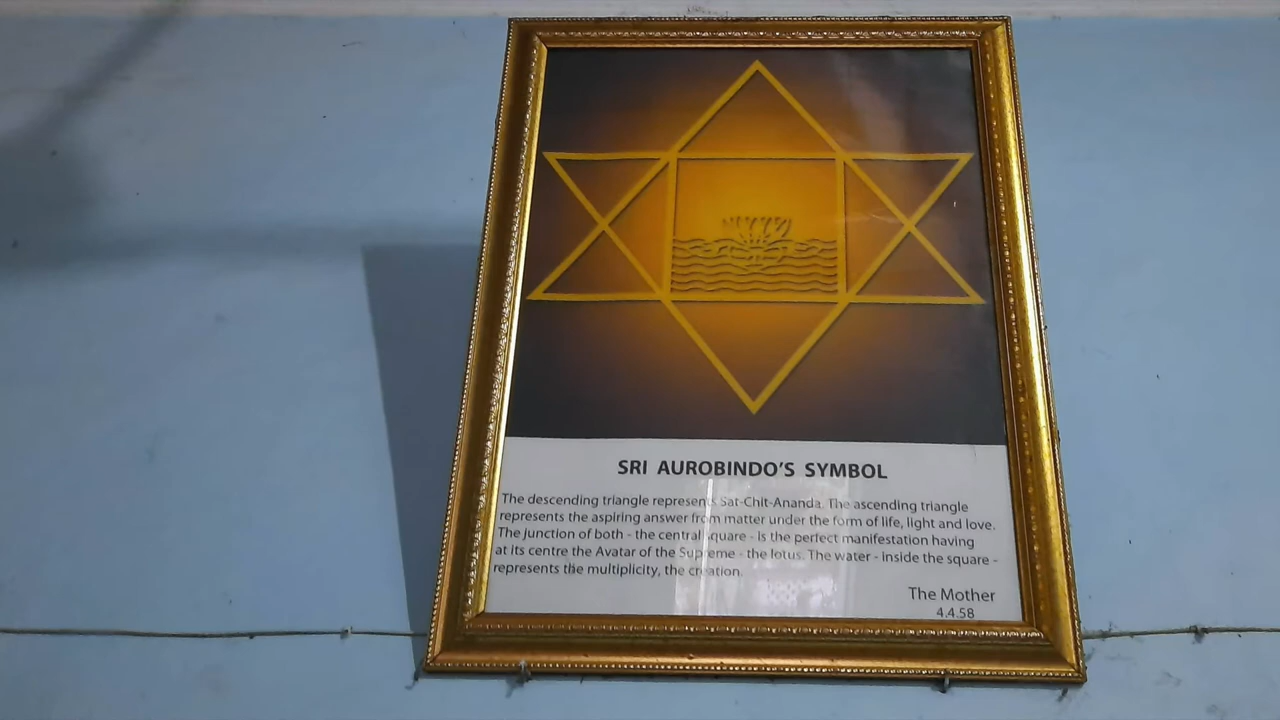 SRI AUROBINDO'S SYMBOL
The descending triangle represents Sat-Chit-Ananda. The ascending triangle
represents the aspiring answer from matter under the form of life, light and love.
The junction of both - the central square - is the perfect manifestation having
at its centre the Avatar of the Supreme - the lotus. The water - inside the square -
represents the multiplicity, the creation.
The Mother
4.4.58